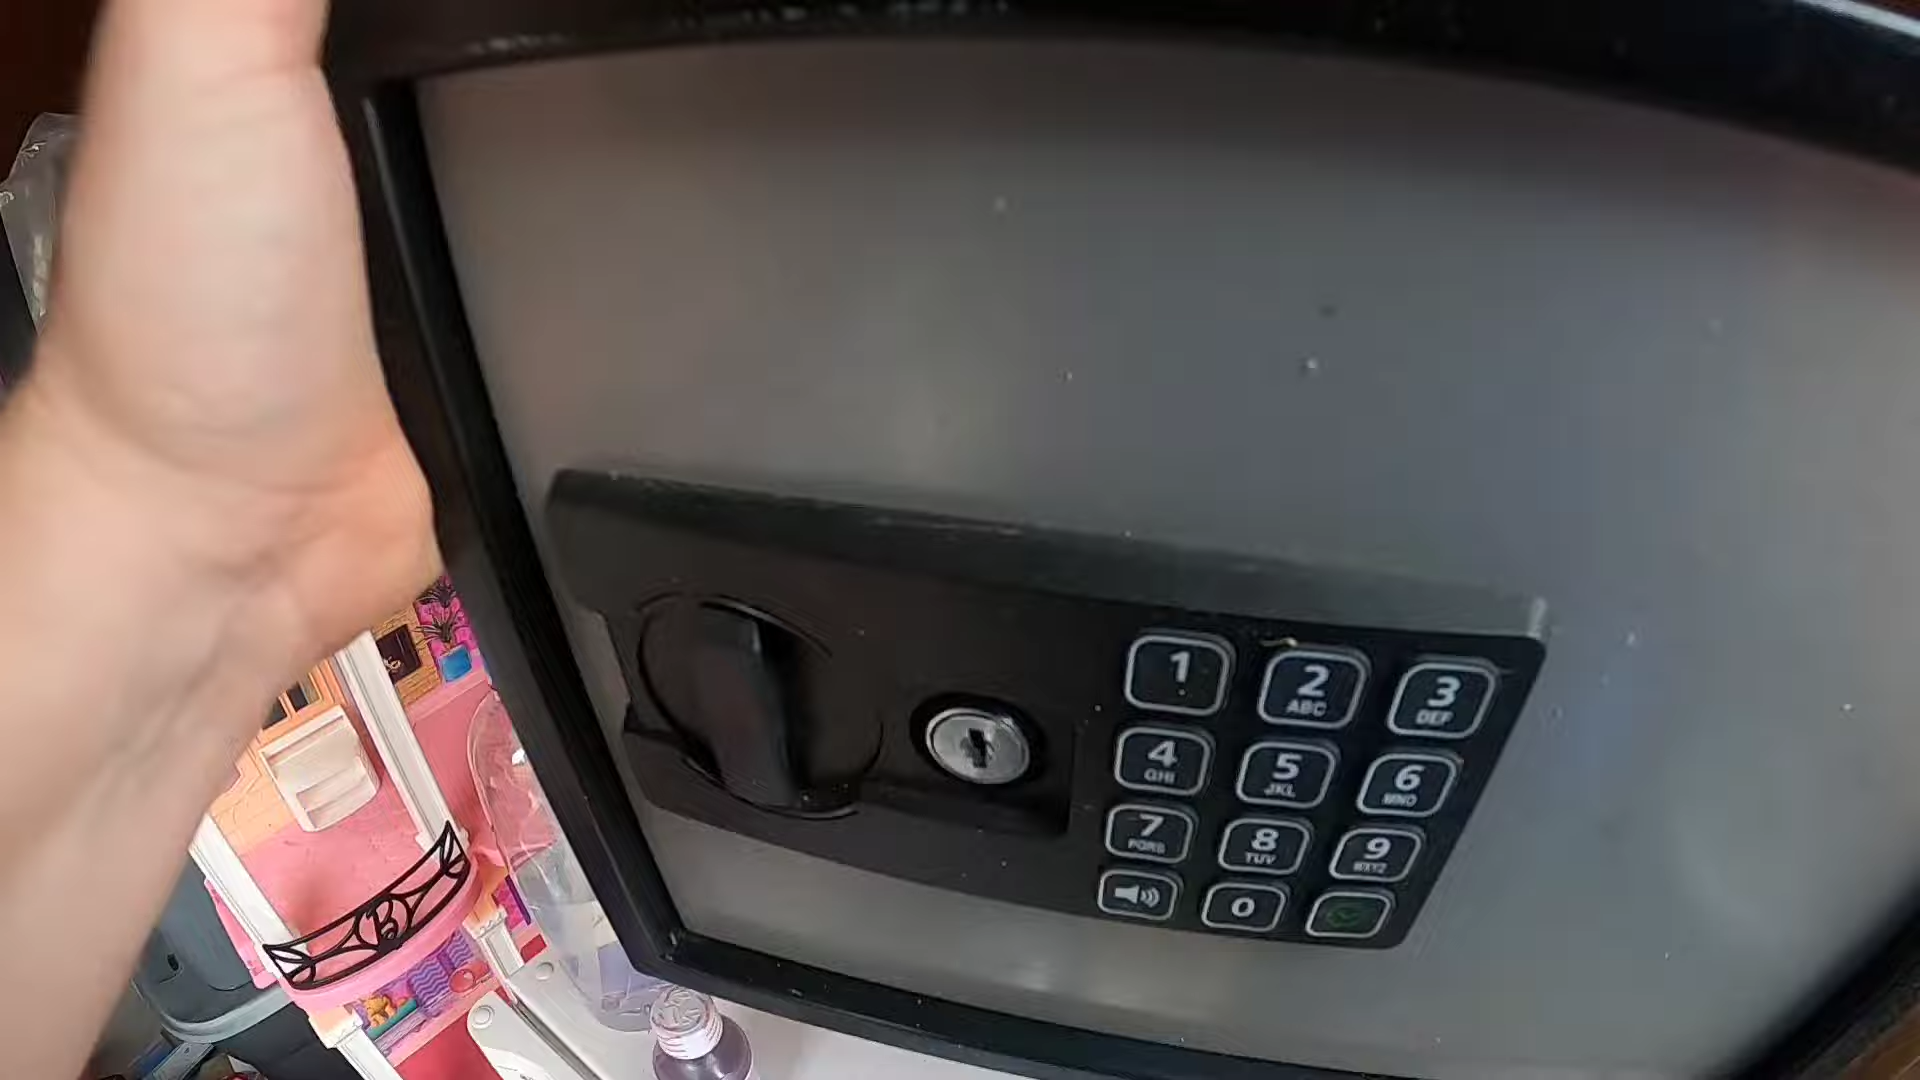 1 2 3
ABC DEF
4 5 6
GHI JKL MNO
7 8 9
PQRS TUV WXYZ
0
B